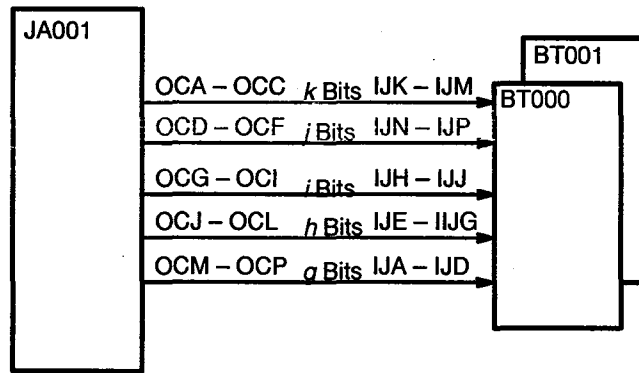 JA001
BT001
BT000
OCA – OCC k Bits IJK – IJM
OCD – OCF j Bits IJN – IJP
OCG – OCI i Bits IJH – IJJ
OCJ – OCL h Bits IJE – IIJG
OCM – OCP g Bits IJA – IJD